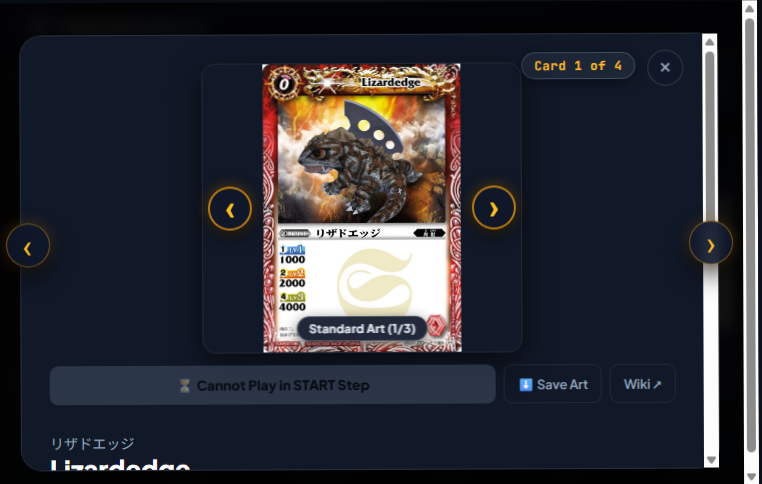 Card 1 of 4
×
0
Lizardedge
リザドエッジ
1
1000
2
2000
4
4000
Standard Art (1/3)
Cannot Play in START Step
Save Art
Wiki ↗
リザドエッジ
Lizardedge